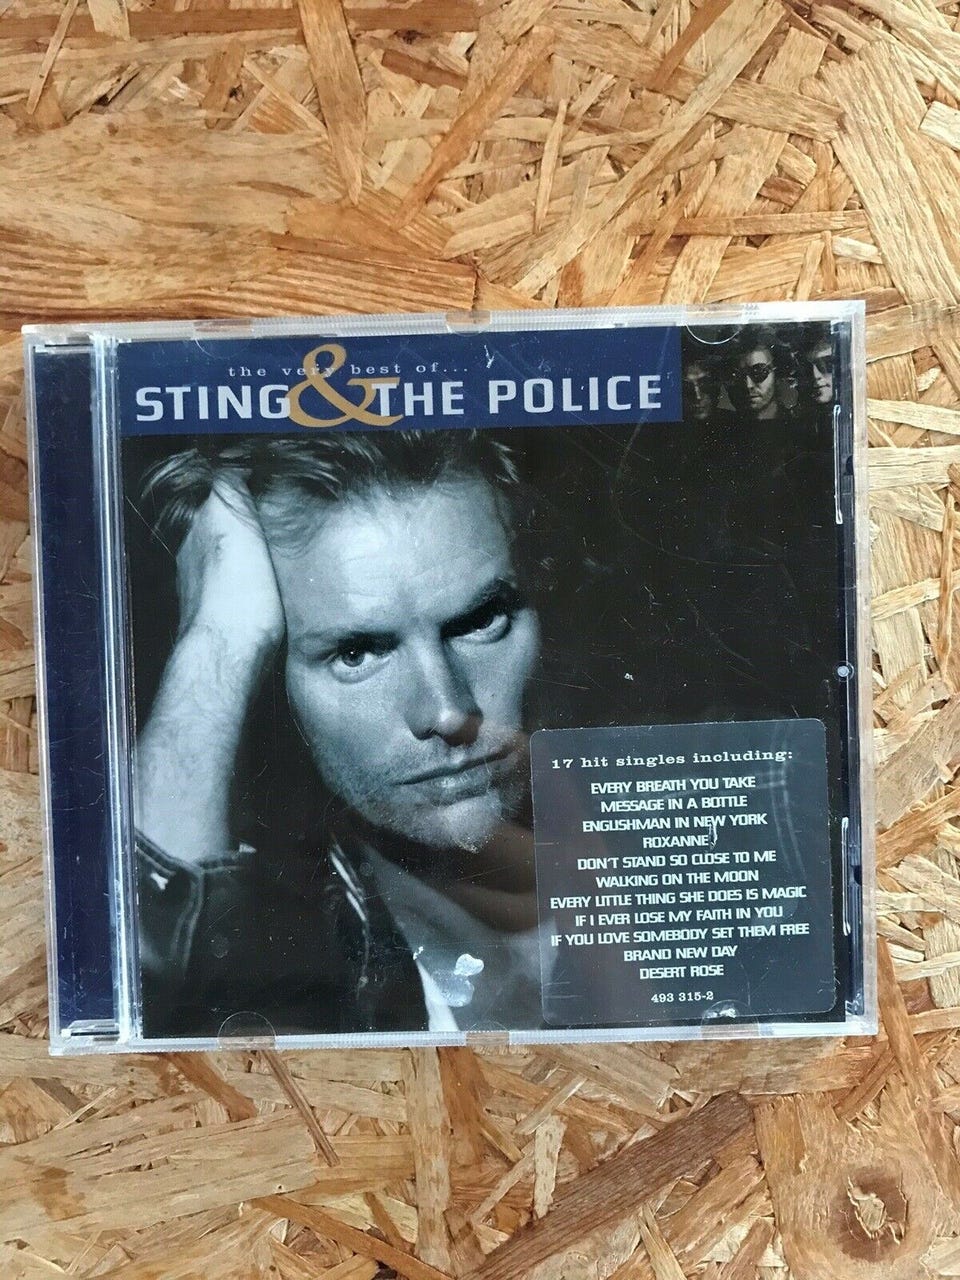 the very best of...
STING & THE POLICE
17 hit singles including:
EVERY BREATH YOU TAKE
MESSAGE IN A BOTTLE
ENGLISHMAN IN NEW YORK
ROXANNE
DON'T STAND SO CLOSE TO ME
WALKING ON THE MOON
EVERY LITTLE THING SHE DOES IS MAGIC
IF I EVER LOSE MY FAITH IN YOU
IF YOU LOVE SOMEBODY SET THEM FREE
BRAND NEW DAY
DESERT ROSE
493 315-2